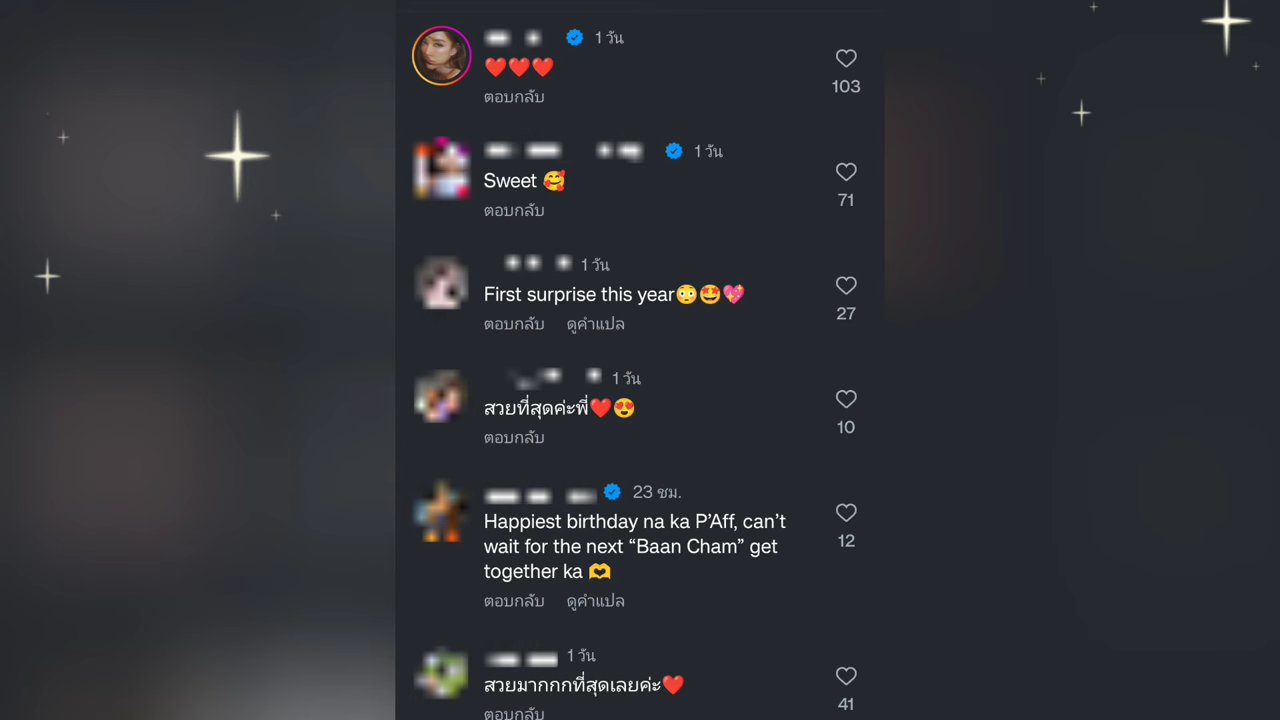 1 วัน
❤️❤️❤️
103
ตอบกลับ
1 วัน
Sweet 🥰
71
ตอบกลับ
1 วัน
First surprise this year😳🤩💖
27
ตอบกลับ ดูคำแปล
1 วัน
สวยที่สุดค่ะพี่❤️😍
10
ตอบกลับ
23 ชม.
Happiest birthday na ka P’Aff, can’t
wait for the next “Baan Cham” get
together ka 🫶
12
ตอบกลับ ดูคำแปล
1 วัน
สวยมากกกที่สุดเลยค่ะ❤️
41
ตอบกลับ